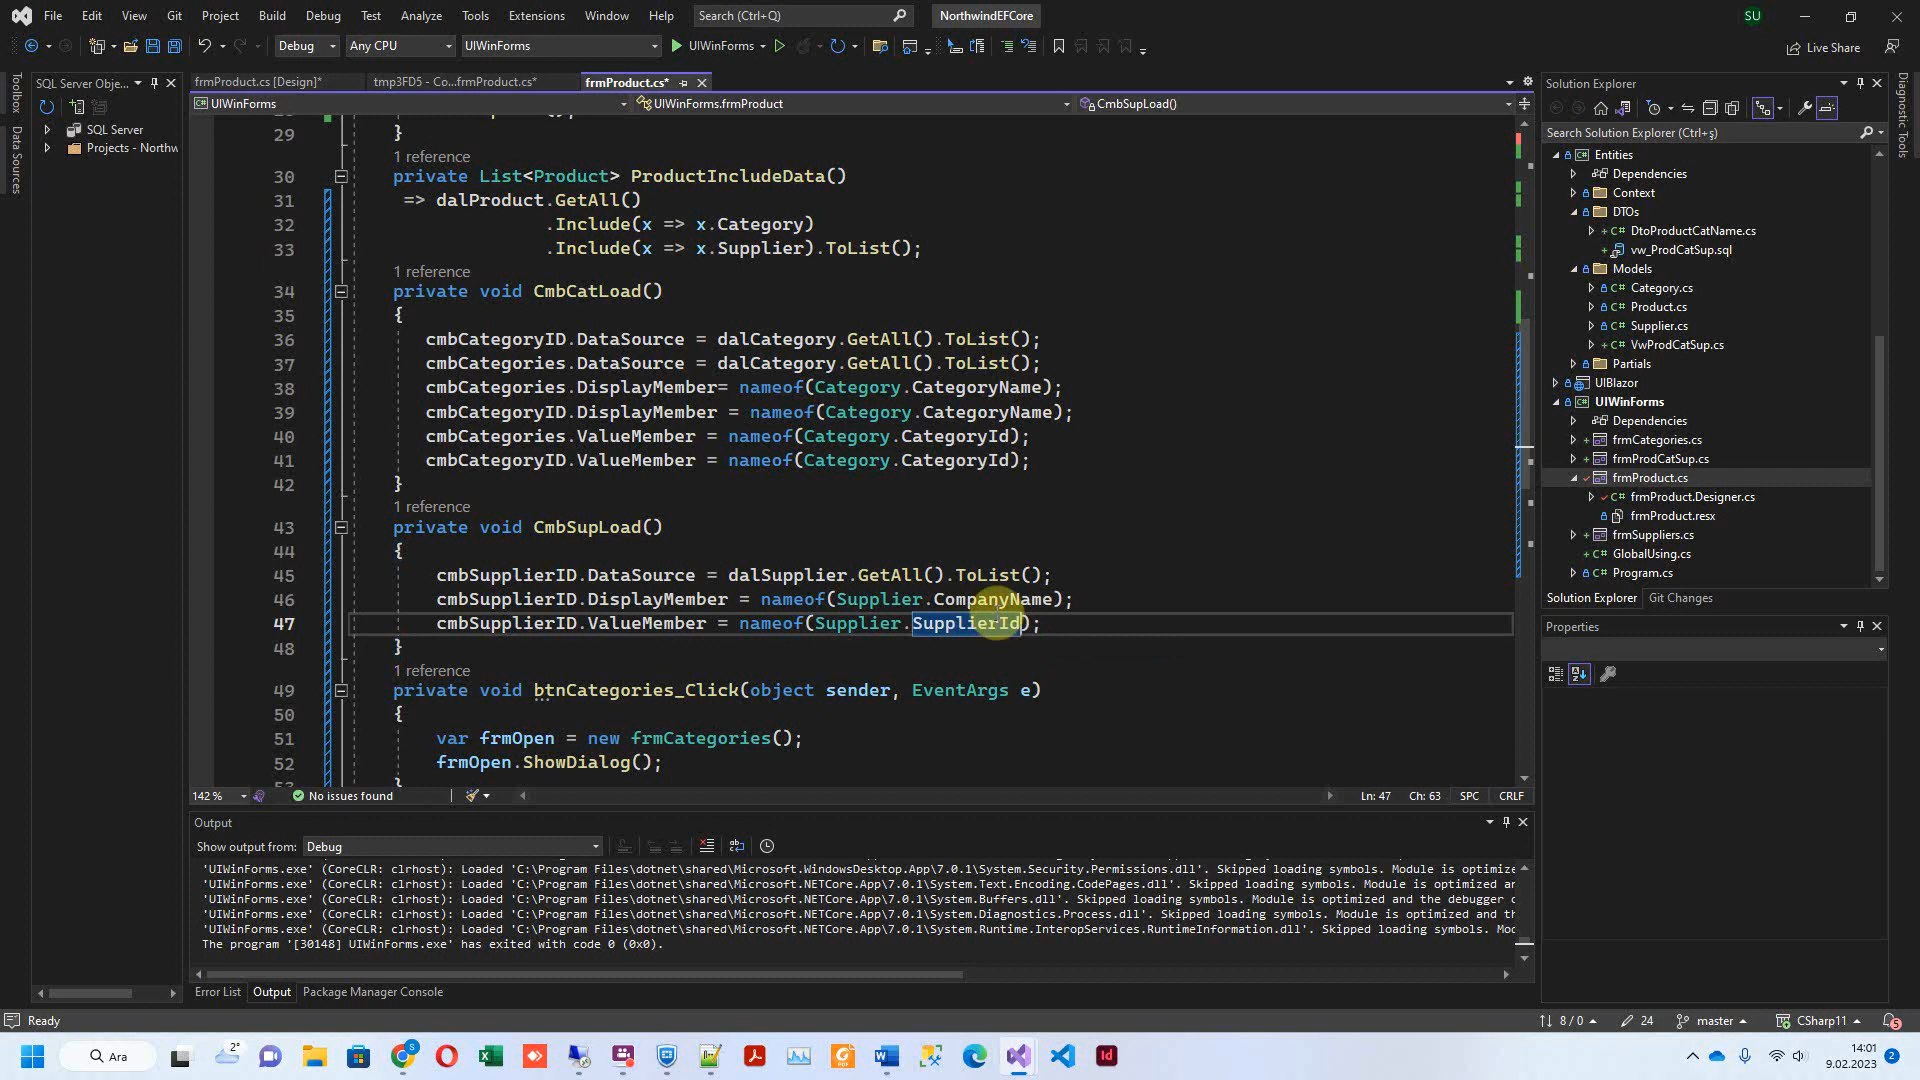 File Edit View Git Project Build Debug Test Analyze Tools Extensions Window Help Search (Ctrl+Q) NorthwindEFCore SU
Debug Any CPU UIWinForms UIWinForms Live Share
Toolbox
Data Sources
SQL Server Obje...
SQL Server
Projects - Northw
frmProduct.cs [Design]* tmp3FD5 - Co...frmProduct.cs* frmProduct.cs*
UIWinForms UIWinForms.frmProduct CmbSupLoad()
29 }
1 reference
30 private List<Product> ProductIncludeData()
31 => dalProduct.GetAll()
32 .Include(x => x.Category)
33 .Include(x => x.Supplier).ToList();
1 reference
34 private void CmbCatLoad()
35 {
36 cmbCategoryID.DataSource = dalCategory.GetAll().ToList();
37 cmbCategories.DataSource = dalCategory.GetAll().ToList();
38 cmbCategories.DisplayMember= nameof(Category.CategoryName);
39 cmbCategoryID.DisplayMember = nameof(Category.CategoryName);
40 cmbCategories.ValueMember = nameof(Category.CategoryId);
41 cmbCategoryID.ValueMember = nameof(Category.CategoryId);
42 }
1 reference
43 private void CmbSupLoad()
44 {
45 cmbSupplierID.DataSource = dalSupplier.GetAll().ToList();
46 cmbSupplierID.DisplayMember = nameof(Supplier.CompanyName);
47 cmbSupplierID.ValueMember = nameof(Supplier.SupplierId);
48 }
1 reference
49 private void btnCategories_Click(object sender, EventArgs e)
50 {
51 var frmOpen = new frmCategories();
52 frmOpen.ShowDialog();
142 % No issues found Ln: 47 Ch: 63 SPC CRLF
Output
Show output from: Debug
'UIWinForms.exe' (CoreCLR: clrhost): Loaded 'C:\Program Files\dotnet\shared\Microsoft.WindowsDesktop.App\7.0.1\System.Security.Permissions.dll'. Skipped loading symbols. Module is optimize
'UIWinForms.exe' (CoreCLR: clrhost): Loaded 'C:\Program Files\dotnet\shared\Microsoft.NETCore.App\7.0.1\System.Text.Encoding.CodePages.dll'. Skipped loading symbols. Module is optimized an
'UIWinForms.exe' (CoreCLR: clrhost): Loaded 'C:\Program Files\dotnet\shared\Microsoft.NETCore.App\7.0.1\System.Buffers.dll'. Skipped loading symbols. Module is optimized and the debugger o
'UIWinForms.exe' (CoreCLR: clrhost): Loaded 'C:\Program Files\dotnet\shared\Microsoft.NETCore.App\7.0.1\System.Diagnostics.Process.dll'. Skipped loading symbols. Module is optimized and th
'UIWinForms.exe' (CoreCLR: clrhost): Loaded 'C:\Program Files\dotnet\shared\Microsoft.NETCore.App\7.0.1\System.Runtime.InteropServices.RuntimeInformation.dll'. Skipped loading symbols. Mod
The program '[30148] UIWinForms.exe' has exited with code 0 (0x0).
Error List Output Package Manager Console
Solution Explorer
Search Solution Explorer (Ctrl+ş)
Entities
Dependencies
Context
DTOs
DtoProductCatName.cs
vw_ProdCatSup.sql
Models
Category.cs
Product.cs
Supplier.cs
VwProdCatSup.cs
Partials
UIBlazor
UIWinForms
Dependencies
frmCategories.cs
frmProdCatSup.cs
frmProduct.cs
frmProduct.Designer.cs
frmProduct.resx
frmSuppliers.cs
GlobalUsing.cs
Program.cs
Solution Explorer Git Changes
Properties
Diagnostic Tools
Ready 8 / 0 24 master CSharp11 5
Ara 2° S PDF Id 14:01
9.02.2023 2